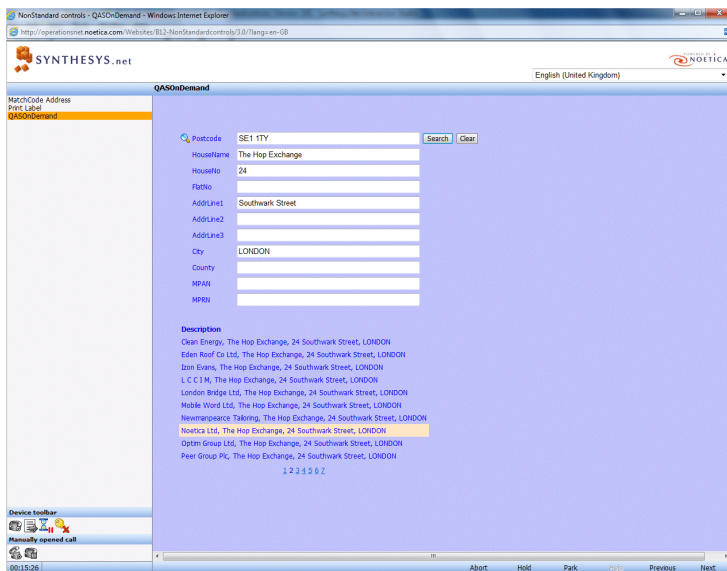 NonStandard controls - QASOnDemand - Windows Internet Explorer
http://operationsnet.noetica.com/Websites/B12-NonStandardcontrols/3.0/?lang=en-GB
SYNTHESYS.net
POWERED BY
NOETICA
English (United Kingdom)
QASOnDemand
MatchCode Address
Print Label
QASOnDemand
Postcode SE1 1TY Search Clear
HouseName The Hop Exchange
HouseNo 24
FlatNo
AddrLine1 Southwark Street
AddrLine2
AddrLine3
City LONDON
County
MPAN
MPRN
Description
Clean Energy, The Hop Exchange, 24 Southwark Street, LONDON
Eden Roof Co Ltd, The Hop Exchange, 24 Southwark Street, LONDON
Izon Evans, The Hop Exchange, 24 Southwark Street, LONDON
L C C I M, The Hop Exchange, 24 Southwark Street, LONDON
London Bridge Ltd, The Hop Exchange, 24 Southwark Street, LONDON
Mobile Word Ltd, The Hop Exchange, 24 Southwark Street, LONDON
Newmanpearce Tailoring, The Hop Exchange, 24 Southwark Street, LONDON
Noetica Ltd, The Hop Exchange, 24 Southwark Street, LONDON
Optim Group Ltd, The Hop Exchange, 24 Southwark Street, LONDON
Peer Group Plc, The Hop Exchange, 24 Southwark Street, LONDON
1 2 3 4 5 6 7
Device toolbar
Manually opened call
00:15:26 Abort Hold Park Previous Next